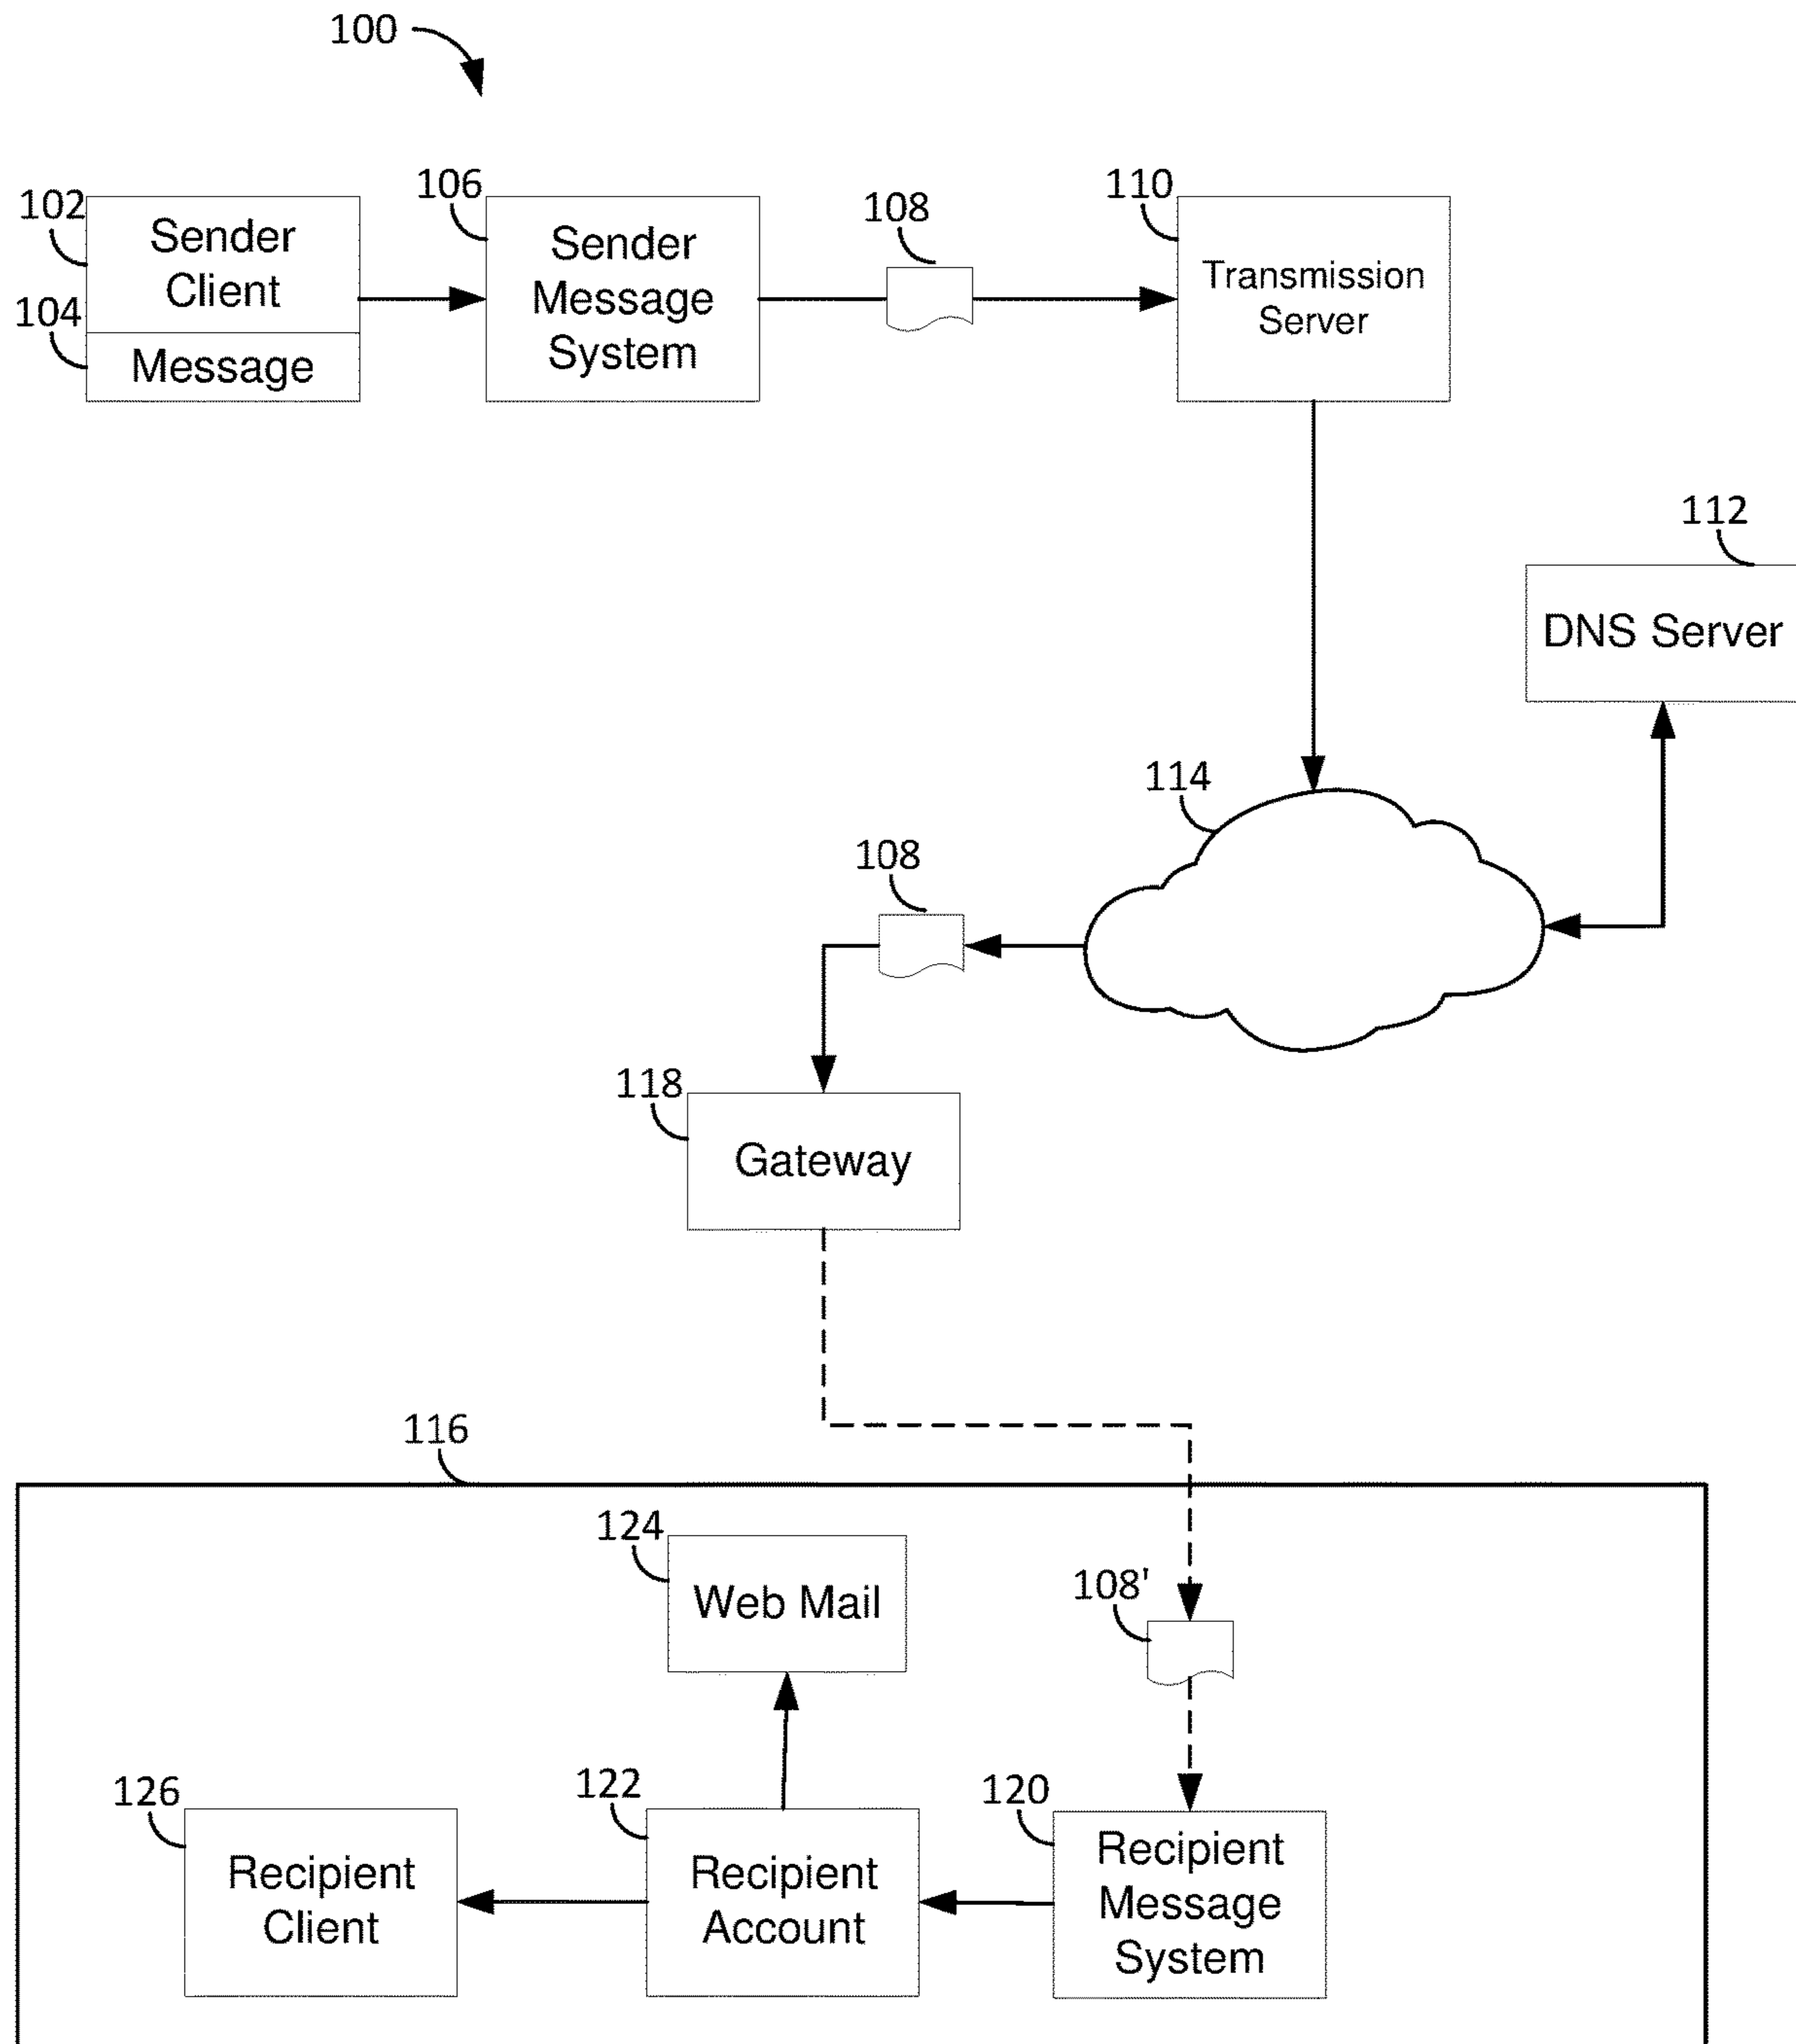 100
102
Sender
Client
104
Message
106
Sender
Message
System
108
110
Transmission
Server
112
DNS Server
114
108
118
Gateway
116
124
Web Mail
108'
126
Recipient
Client
122
Recipient
Account
120
Recipient
Message
System